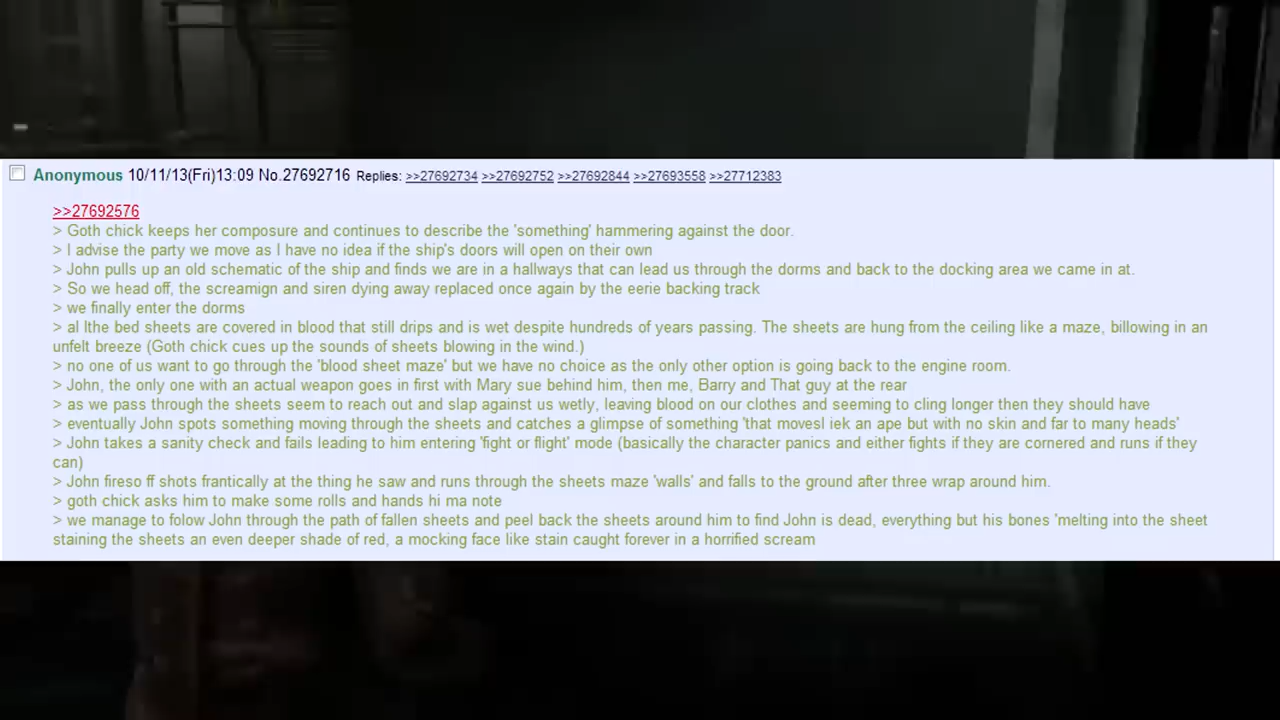 Anonymous 10/11/13(Fri)13:09 No.27692716 Replies: >>27692734 >>27692752 >>27692844 >>27693558 >>27712383
>>27692576
> Goth chick keeps her composure and continues to describe the 'something' hammering against the door.
> I advise the party we move as I have no idea if the ship's doors will open on their own
> John pulls up an old schematic of the ship and finds we are in a hallways that can lead us through the dorms and back to the docking area we came in at.
> So we head off, the screamign and siren dying away replaced once again by the eerie backing track
> we finally enter the dorms
> al lthe bed sheets are covered in blood that still drips and is wet despite hundreds of years passing. The sheets are hung from the ceiling like a maze, billowing in an
unfelt breeze (Goth chick cues up the sounds of sheets blowing in the wind.)
> no one of us want to go through the 'blood sheet maze' but we have no choice as the only other option is going back to the engine room.
> John, the only one with an actual weapon goes in first with Mary sue behind him, then me, Barry and That guy at the rear
> as we pass through the sheets seem to reach out and slap against us wetly, leaving blood on our clothes and seeming to cling longer then they should have
> eventually John spots something moving through the sheets and catches a glimpse of something 'that movesl iek an ape but with no skin and far to many heads'
> John takes a sanity check and fails leading to him entering 'fight or flight' mode (basically the character panics and either fights if they are cornered and runs if they
can)
> John fireso ff shots frantically at the thing he saw and runs through the sheets maze 'walls' and falls to the ground after three wrap around him.
> goth chick asks him to make some rolls and hands hi ma note
> we manage to folow John through the path of fallen sheets and peel back the sheets around him to find John is dead, everything but his bones 'melting into the sheet
staining the sheets an even deeper shade of red, a mocking face like stain caught forever in a horrified scream